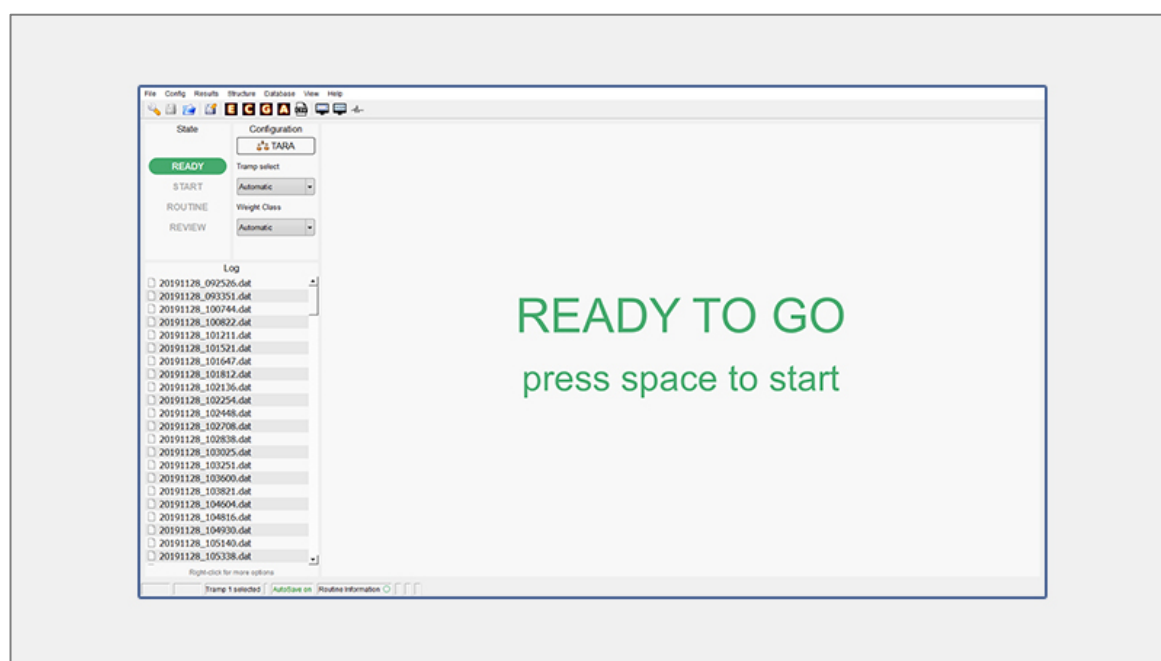 File Config Results Structure Database View Help
E C G A
State
READY
START
ROUTINE
REVIEW
Configuration
TARA
Tramp select
Automatic
Weight Class
Automatic
Log
20191128_092526.dat
20191128_093351.dat
20191128_100744.dat
20191128_100822.dat
20191128_101211.dat
20191128_101521.dat
20191128_101647.dat
20191128_101812.dat
20191128_102136.dat
20191128_102254.dat
20191128_102448.dat
20191128_102708.dat
20191128_102838.dat
20191128_103025.dat
20191128_103251.dat
20191128_103600.dat
20191128_103821.dat
20191128_104604.dat
20191128_104816.dat
20191128_104930.dat
20191128_105140.dat
20191128_105338.dat
Right-click for more options
READY TO GO
press space to start
Tramp 1 selected AutoSave on Routine Information